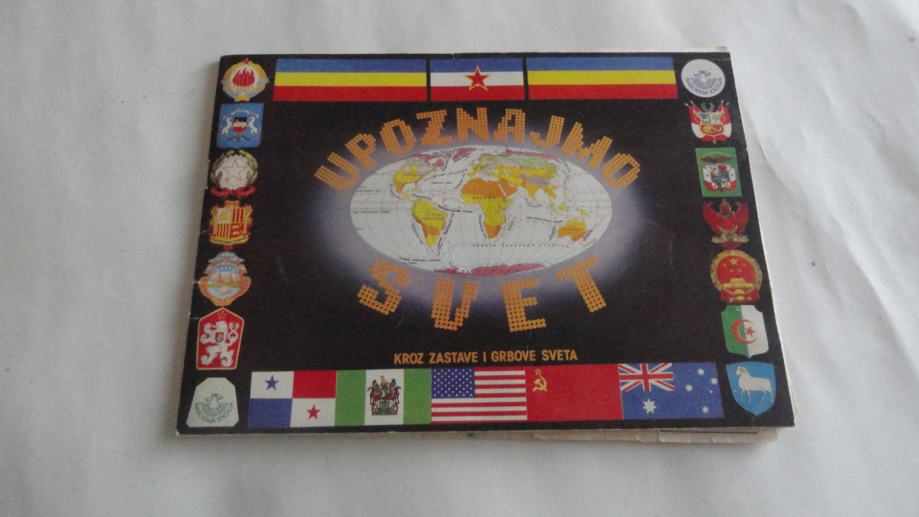 UPOZNAJMO
SVET
KROZ ZASTAVE I GRBOVE SVETA